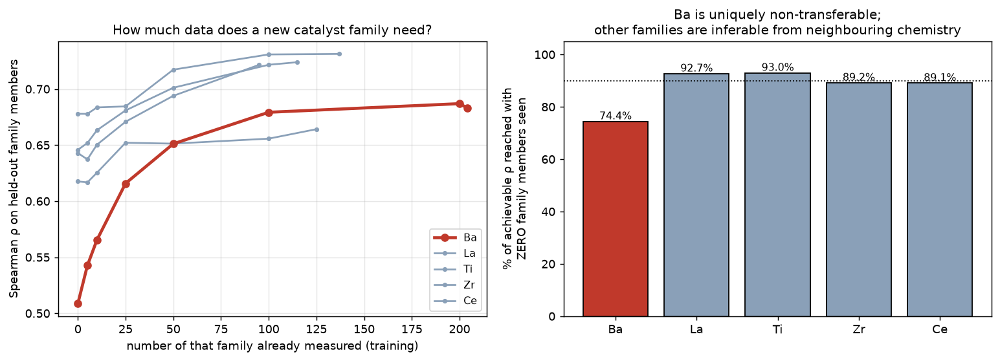 How much data does a new catalyst family need?
Spearman ρ on held-out family members
0.70
0.65
0.60
0.55
0.50
0
25
50
75
100
125
150
175
200
number of that family already measured (training)
Ba
La
Ti
Zr
Ce
Ba is uniquely non-transferable;
other families are inferable from neighbouring chemistry
% of achievable ρ reached with
ZERO family members seen
100
80
60
40
20
0
74.4%
92.7%
93.0%
89.2%
89.1%
Ba
La
Ti
Zr
Ce